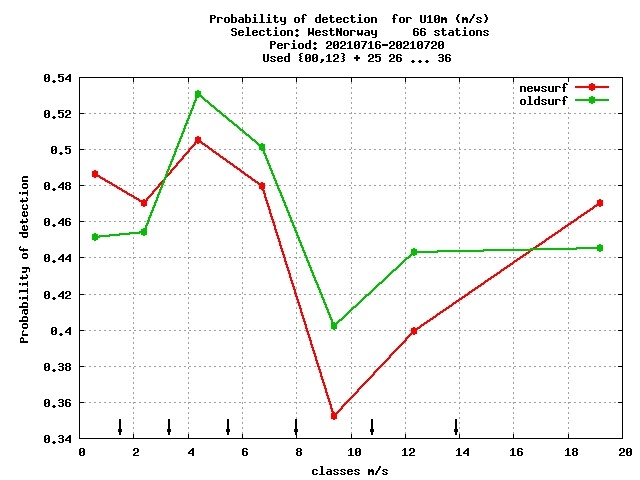 Probability of detection  for U10m (m/s)
Selection: WestNorway     66 stations
Period: 20210716-20210720
Used {00,12} + 25 26 ... 36
newsurf
oldsurf
0.54
0.52
0.5
0.48
0.46
0.44
0.42
0.4
0.38
0.36
0.34
Probability of detection
0 2 4 6 8 10 12 14 16 18 20
classes m/s